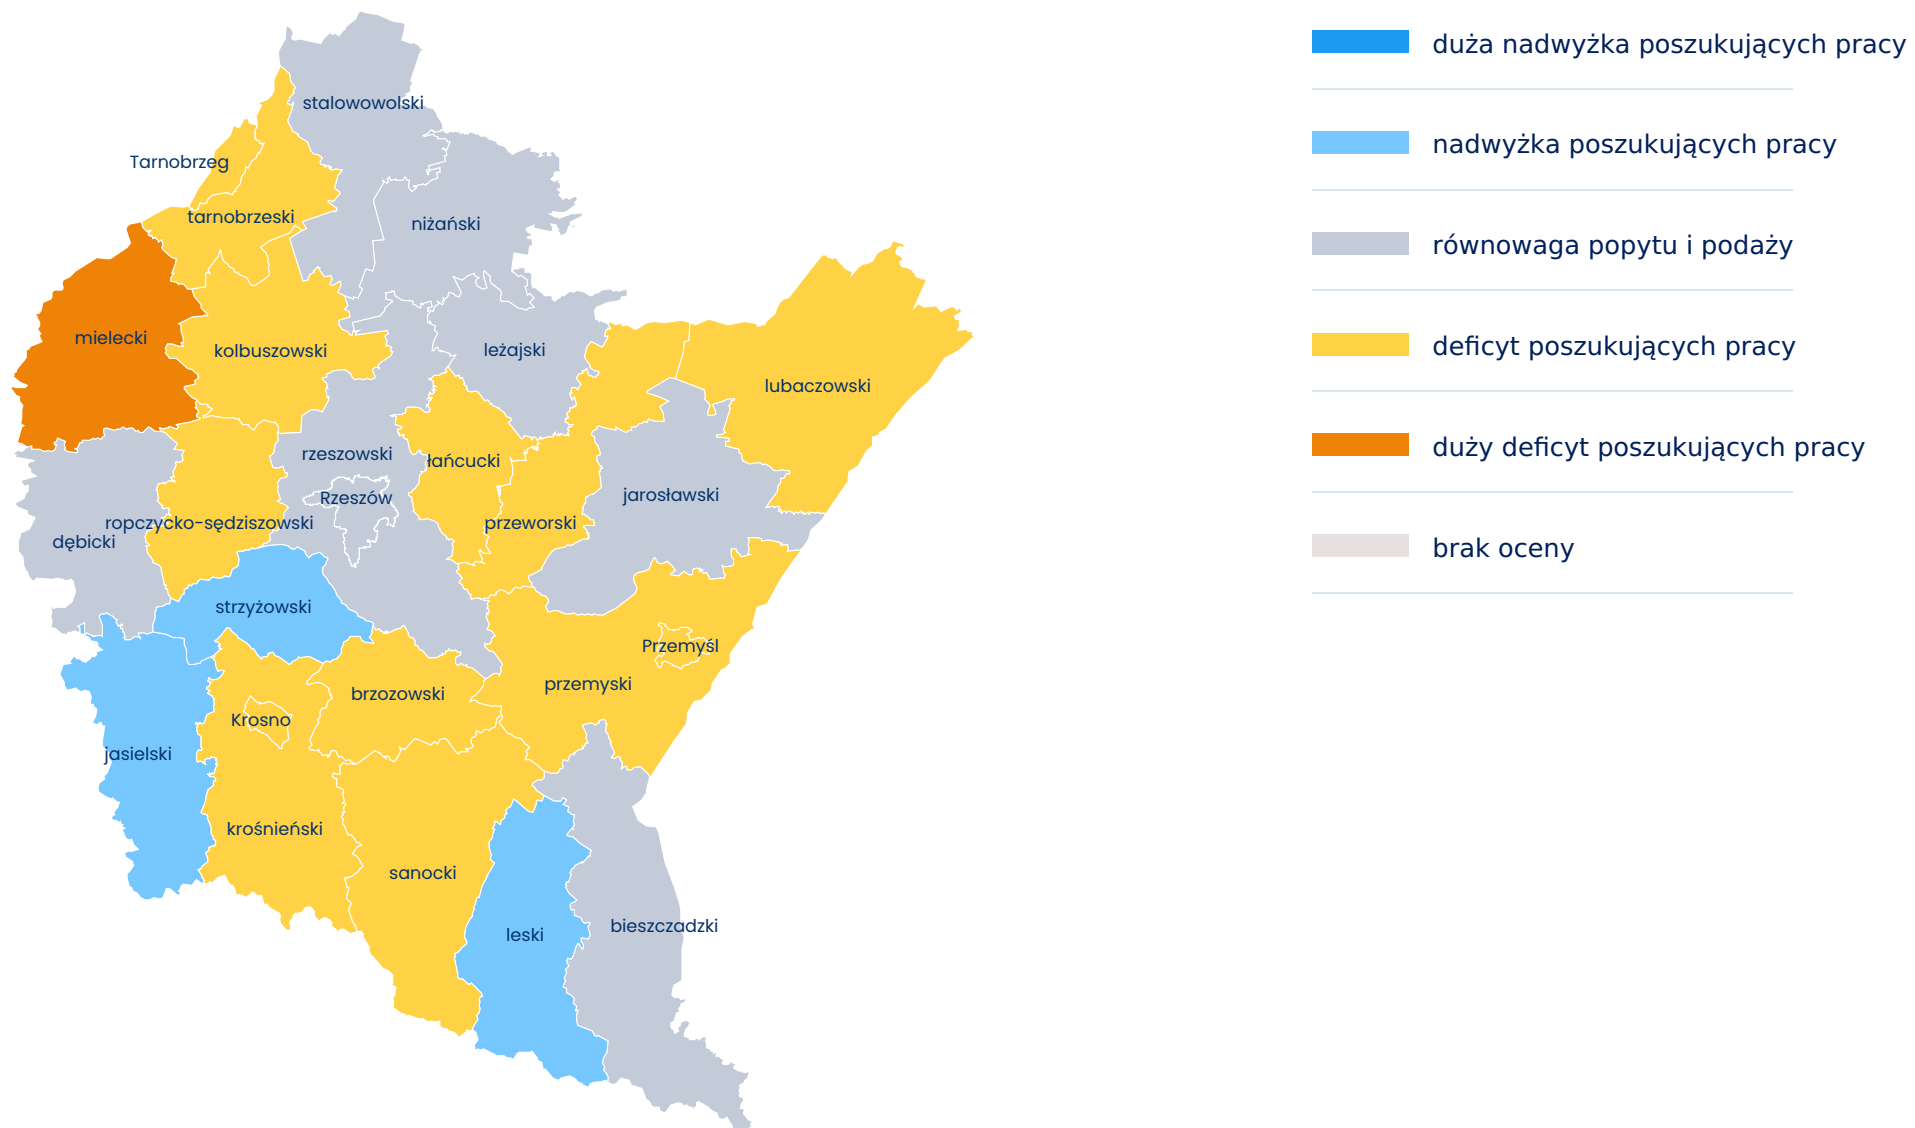 stalowowolski
Tarnobrzeg
tarnobrzeski
niżański
mielecki
kolbuszowski
leżajski
lubaczowski
rzeszowski
łańcucki
Rzeszów
jarosławski
ropczycko-sędziszowski
przeworski
dębicki
strzyżowski
Przemyśl
przemyski
brzozowski
Krosno
jasielski
krośnieński
sanocki
leski
bieszczadzki
duża nadwyżka poszukujących pracy
nadwyżka poszukujących pracy
równowaga popytu i podaży
deficyt poszukujących pracy
duży deficyt poszukujących pracy
brak oceny